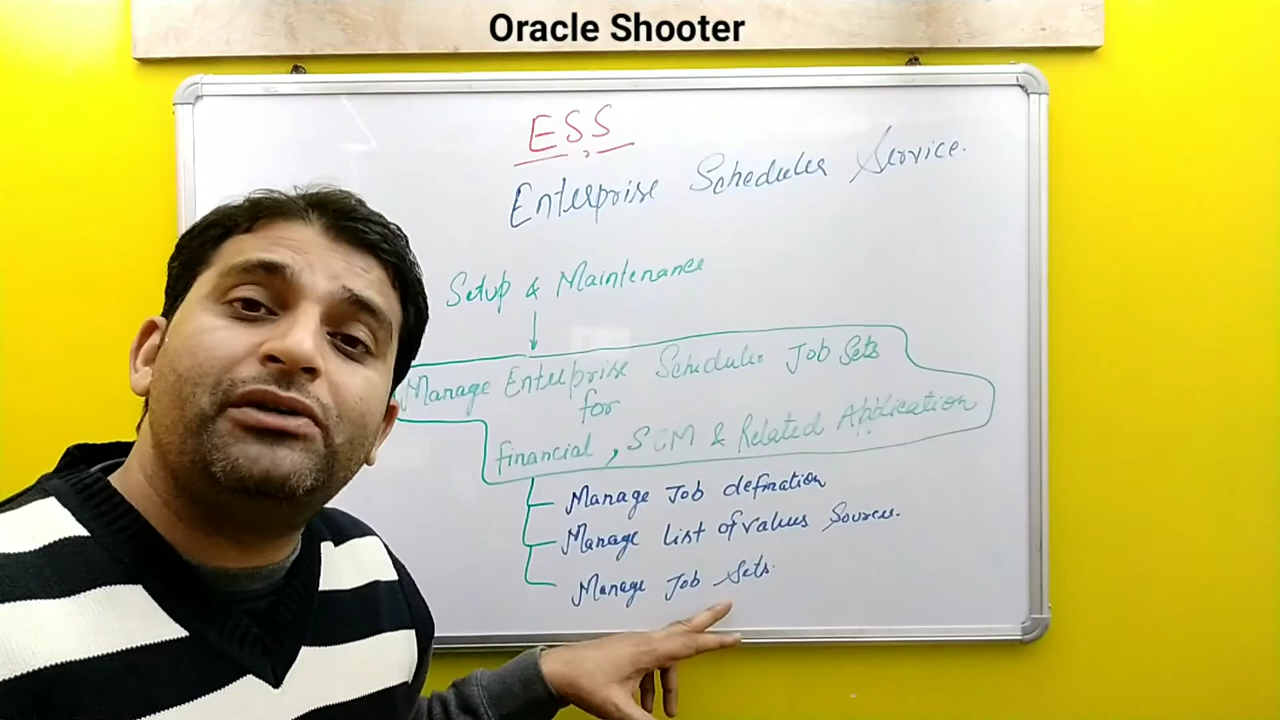 Oracle Shooter
ESS
Enterprise Scheduler Service.
Setup & Maintenance
Manage Enterprise Scheduler Job Sets
for
Financial, SCM & Related Application
Manage Job defination
Manage List of values Sources.
Manage Job Sets.